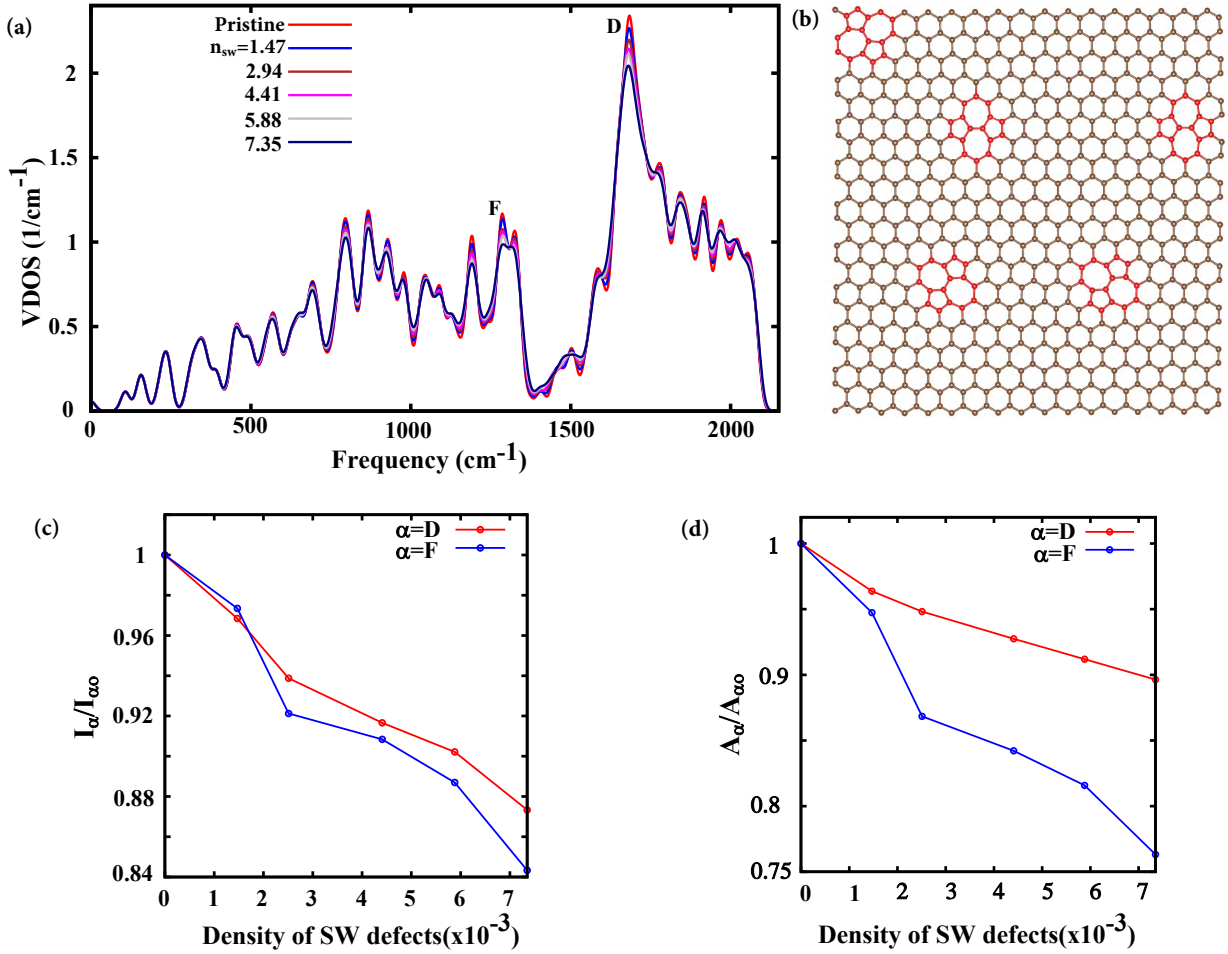 (a)
Pristine
n_sw=1.47
2.94
4.41
5.88
7.35
D
F
2
1.5
1
0.5
0
VDOS (1/cm⁻¹)
0 500 1000 1500 2000
Frequency (cm⁻¹)
(b)
(c)
α=D
α=F
1
0.96
0.92
0.88
0.84
I_α/I_αo
0 1 2 3 4 5 6 7
Density of SW defects(x10⁻³)
(d)
α=D
α=F
1
0.9
0.8
0.75
A_α/A_αo
0 1 2 3 4 5 6 7
Density of SW defects(x10⁻³)